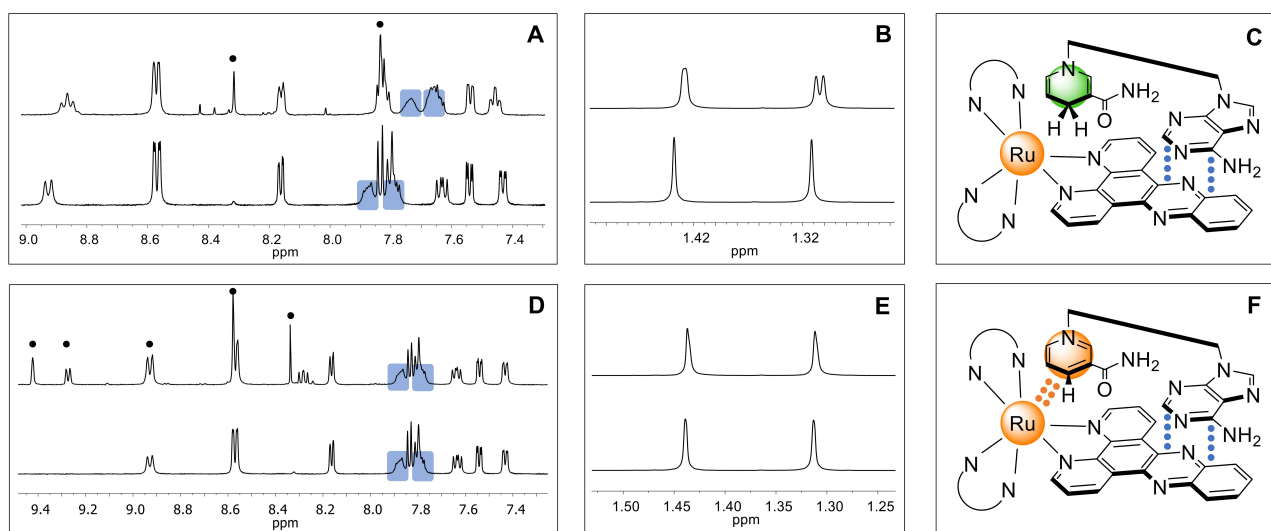 A
9.0 8.8 8.6 8.4 8.2 8.0 7.8 7.6 7.4
ppm
B
1.42 1.32
ppm
C
N
NH2
O
H H
N
N
N
N
N
N
N
N
NH2
Ru
N
N
N
N
D
9.4 9.2 9.0 8.8 8.6 8.4 8.2 8.0 7.8 7.6 7.4
ppm
E
1.50 1.45 1.40 1.35 1.30 1.25
ppm
F
N
NH2
O
H
N
N
N
N
N
N
N
N
NH2
Ru
N
N
N
N